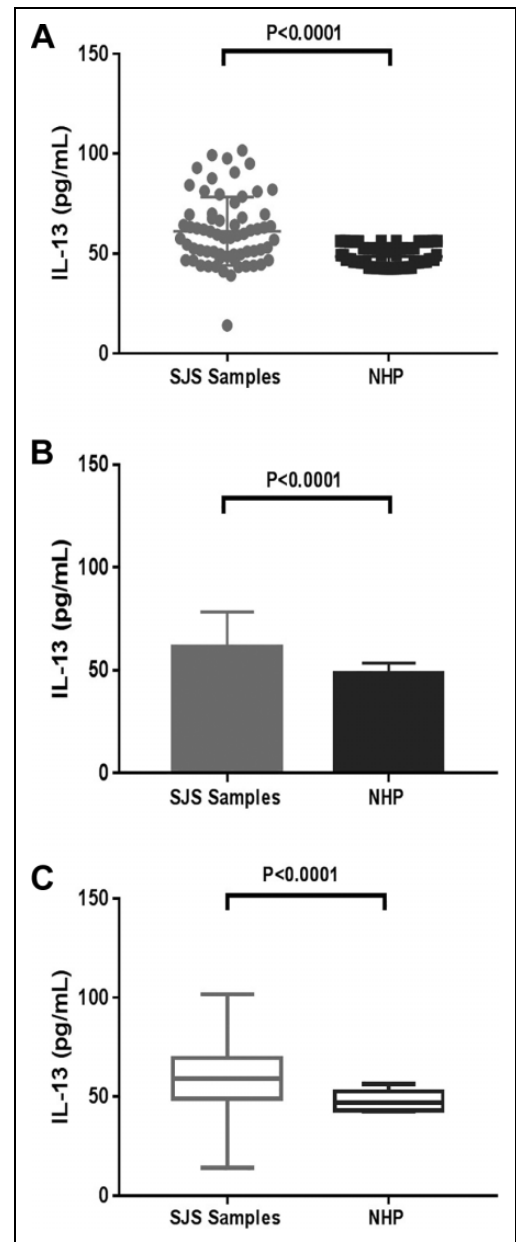 A
P<0.0001
150
100
50
0
IL-13 (pg/mL)
SJS Samples NHP
B
P<0.0001
150
100
50
0
IL-13 (pg/mL)
SJS Samples NHP
C
P<0.0001
150
100
50
0
IL-13 (pg/mL)
SJS Samples NHP